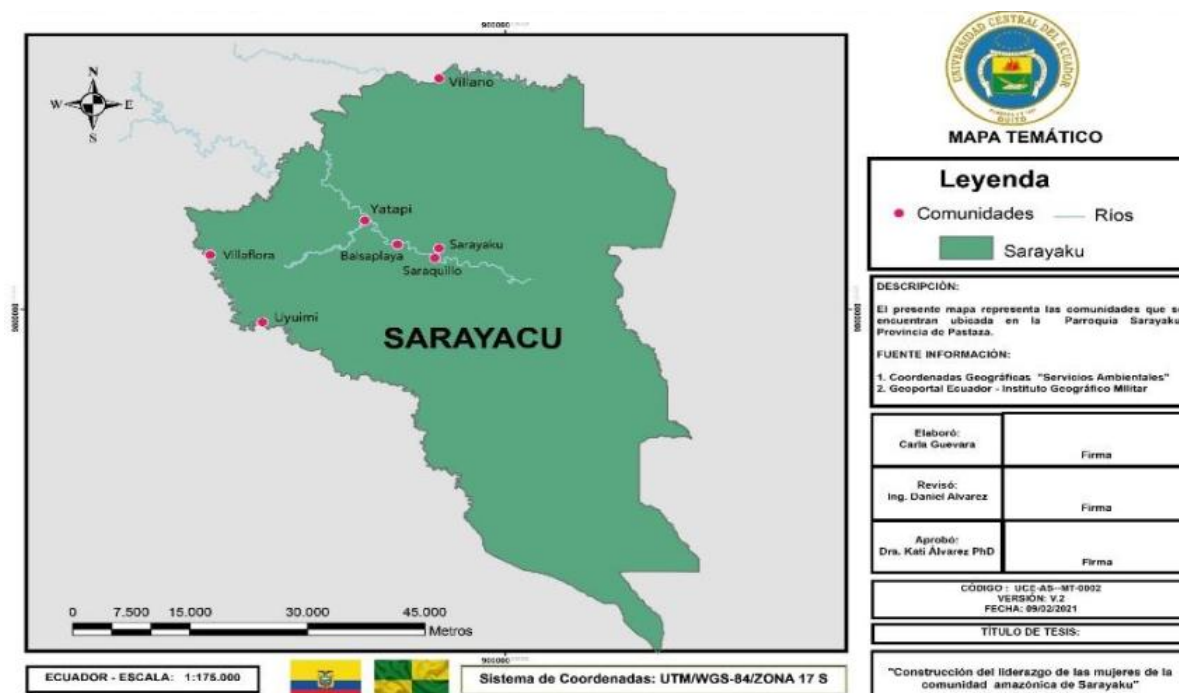 UNIVERSIDAD CENTRAL DEL ECUADOR
QUITO
MAPA TEMÁTICO
N
W
E
S
Villano
Yatapi
Sarayaku
Balsaplaya
Saraquillo
Villaflora
Uyuimi
SARAYACU
0 7.500 15.000 30.000 45.000
Metros
Leyenda
Comunidades
Ríos
Sarayaku
DESCRIPCIÓN:
El presente mapa representa las comunidades que se
encuentran ubicada en la Parroquia Sarayaku
Provincia de Pastaza.
FUENTE INFORMACIÓN:
1. Coordenadas Geográficas "Servicios Ambientales"
2. Geoportal Ecuador - Instituto Geográfico Militar
Elaboró:
Carla Guevara
Firma
Revisó:
Ing. Daniel Alvarez
Firma
Aprobó:
Dra. Kati Álvarez PhD
Firma
CÓDIGO : UCE-AS--MT-0002
VERSIÓN: V.2
FECHA: 09/02/2021
TÍTULO DE TESIS:
"Construcción del liderazgo de las mujeres de la
comunidad amazónica de Sarayaku"
ECUADOR - ESCALA: 1:175.000
Sistema de Coordenadas: UTM/WGS-84/ZONA 17 S